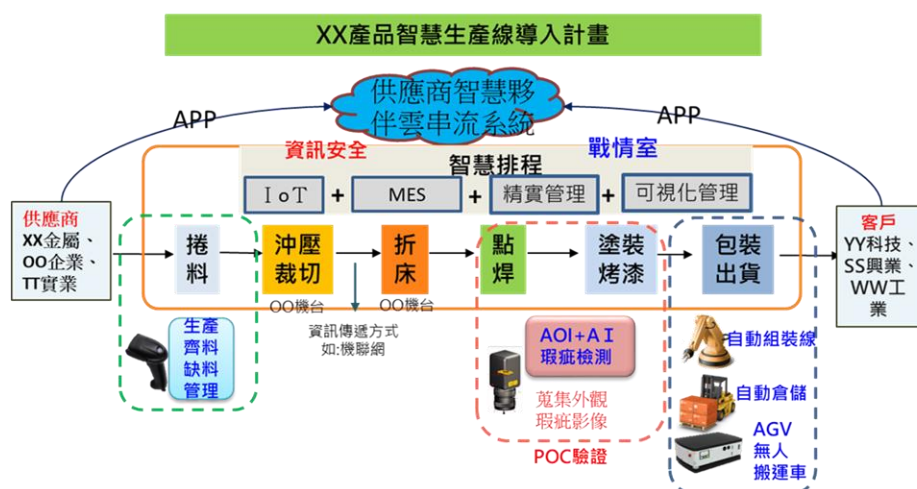 XX產品智慧生產線導入計畫
供應商智慧夥
伴雲串流系統
APP
APP
資訊安全
戰情室
智慧排程
IoT + MES + 精實管理 + 可視化管理
供應商
XX金屬、
OO企業、
TT實業
捲
料
沖壓
裁切
OO機台
折
床
OO機台
點
焊
塗裝
烤漆
包裝
出貨
客戶
YY科技、
SS興業、
WW工
業
資訊傳遞方式
如:機聯網
生產
齊料
缺料
管理
AOI+AI
瑕疵檢測
蒐集外觀
瑕疵影像
POC驗證
自動組裝線
自動倉儲
AGV
無人
搬運車